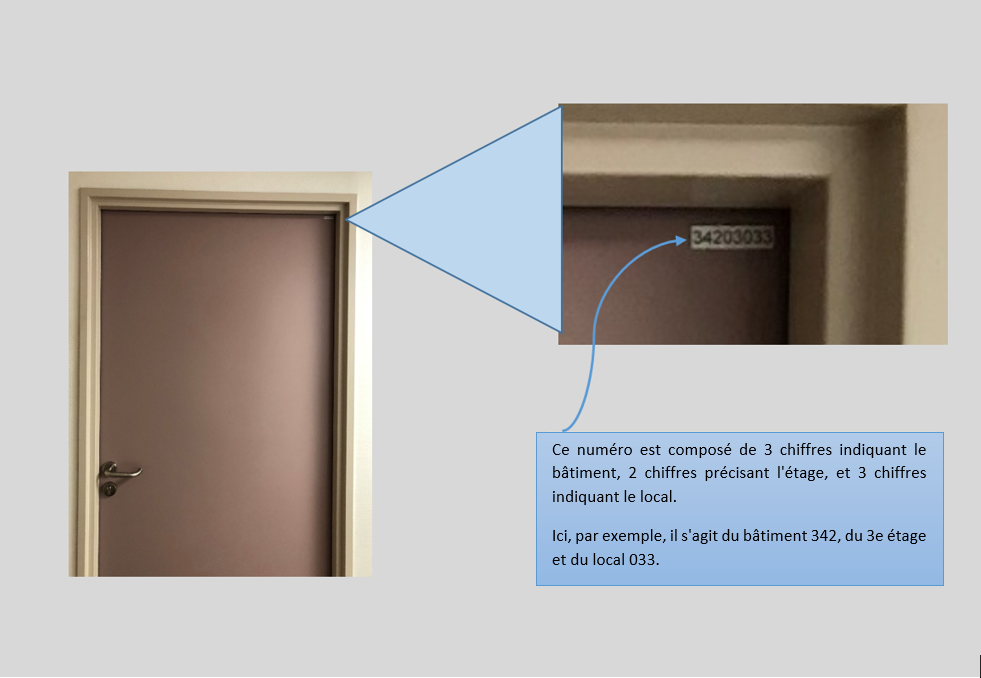 34203033
Ce numéro est composé de 3 chiffres indiquant le
bâtiment, 2 chiffres précisant l'étage, et 3 chiffres
indiquant le local.
Ici, par exemple, il s'agit du bâtiment 342, du 3e étage
et du local 033.